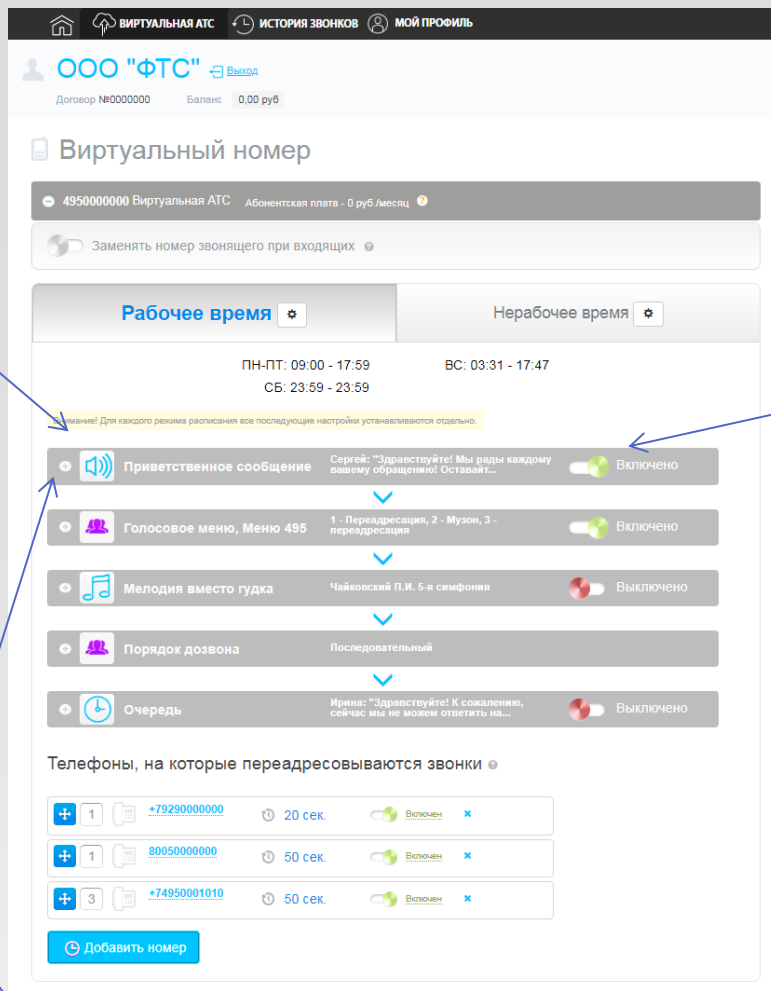 ВИРТУАЛЬНАЯ АТС ИСТОРИЯ ЗВОНКОВ МОЙ ПРОФИЛЬ
ООО "ФТС" Выход
Договор №0000000 Баланс 0,00 руб
Виртуальный номер
4950000000 Виртуальная АТС Абонентская плата - 0 руб./месяц ?
Заменять номер звонящего при входящих ?
Рабочее время Нерабочее время
ПН-ПТ: 09:00 - 17:59 ВС: 03:31 - 17:47
СБ: 23:59 - 23:59
Внимание! Для каждого режима расписания все последующие настройки устанавливаются отдельно.
Приветственное сообщение Сергей: "Здравствуйте! Мы рады каждому
вашему обращению! Оставайт... Включено
Голосовое меню, Меню 495 1 - Переадресация, 2 - Музон, 3 -
переадресация Включено
Мелодия вместо гудка Чайковский П.И. 5-я симфония Выключено
Порядок дозвона Последовательный
Очередь Ирина: "Здравствуйте! К сожалению,
сейчас мы не можем ответить на... Выключено
Телефоны, на которые переадресовываются звонки ?
1 +79290000000 20 сек. Включен
1 80050000000 50 сек. Включен
3 +74950001010 50 сек. Включен
Добавить номер